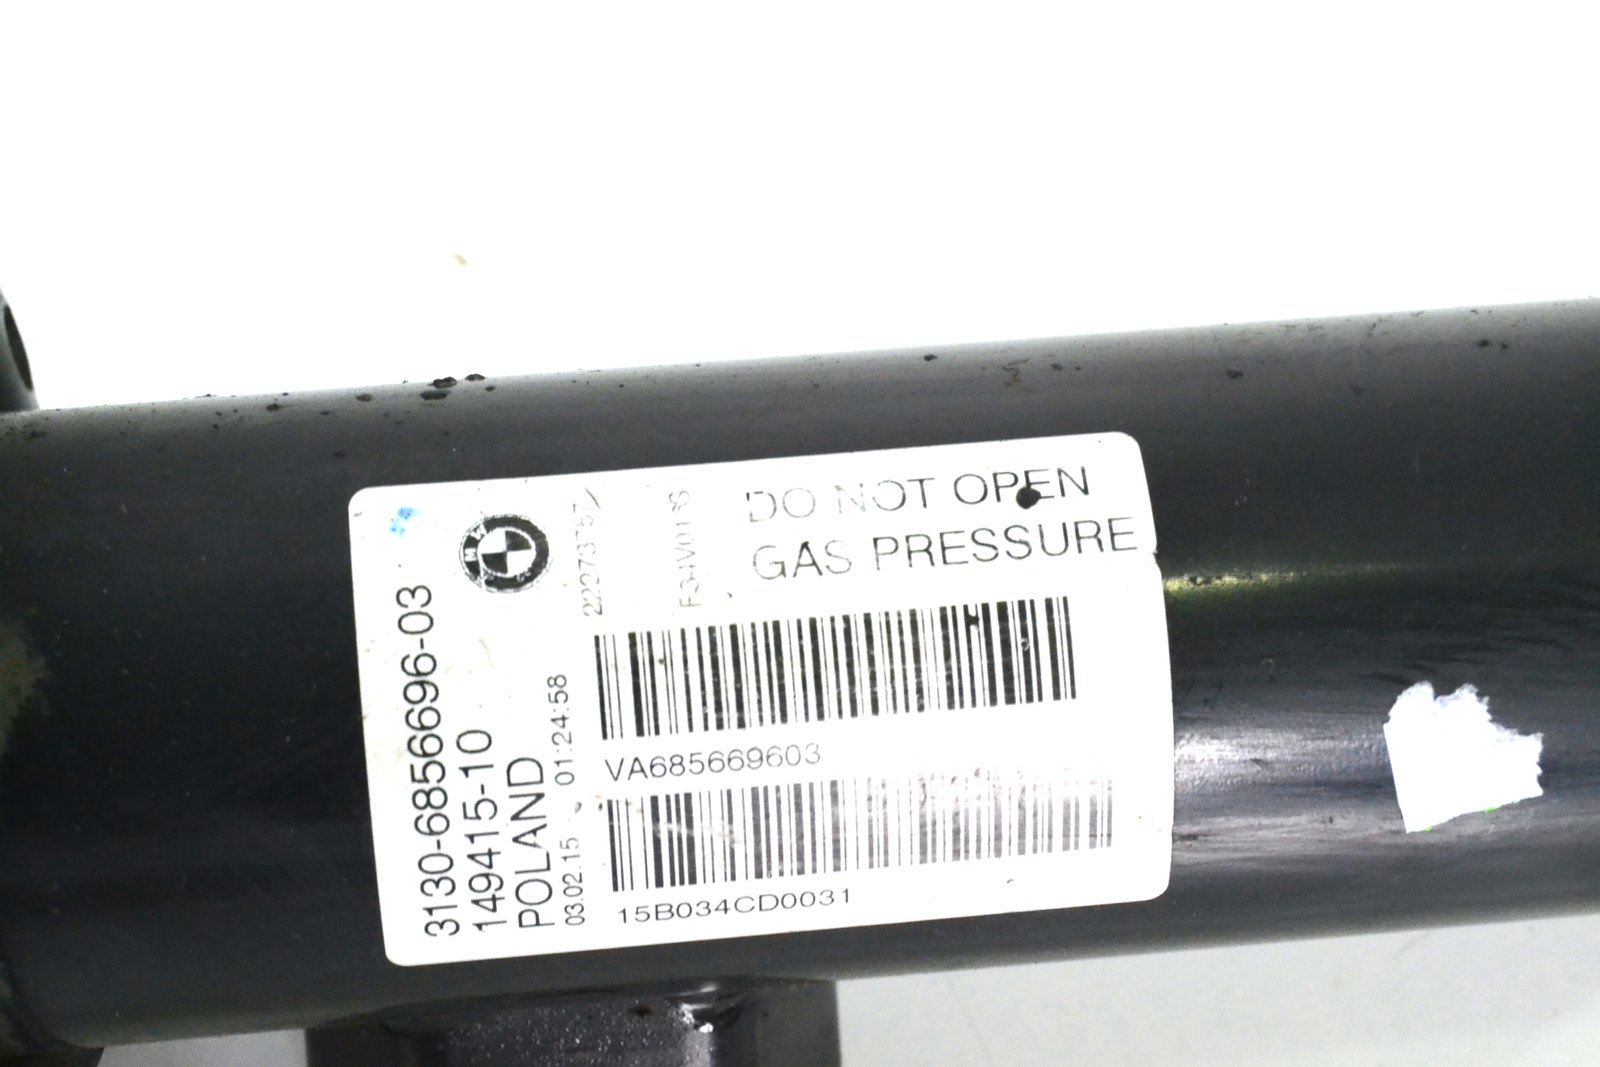 3130-6856696-03
149415-10
POLAND
03.02.15 01:24:58
BMW
DO NOT OPEN
GAS PRESSURE
VA685669603
15B034CD0031